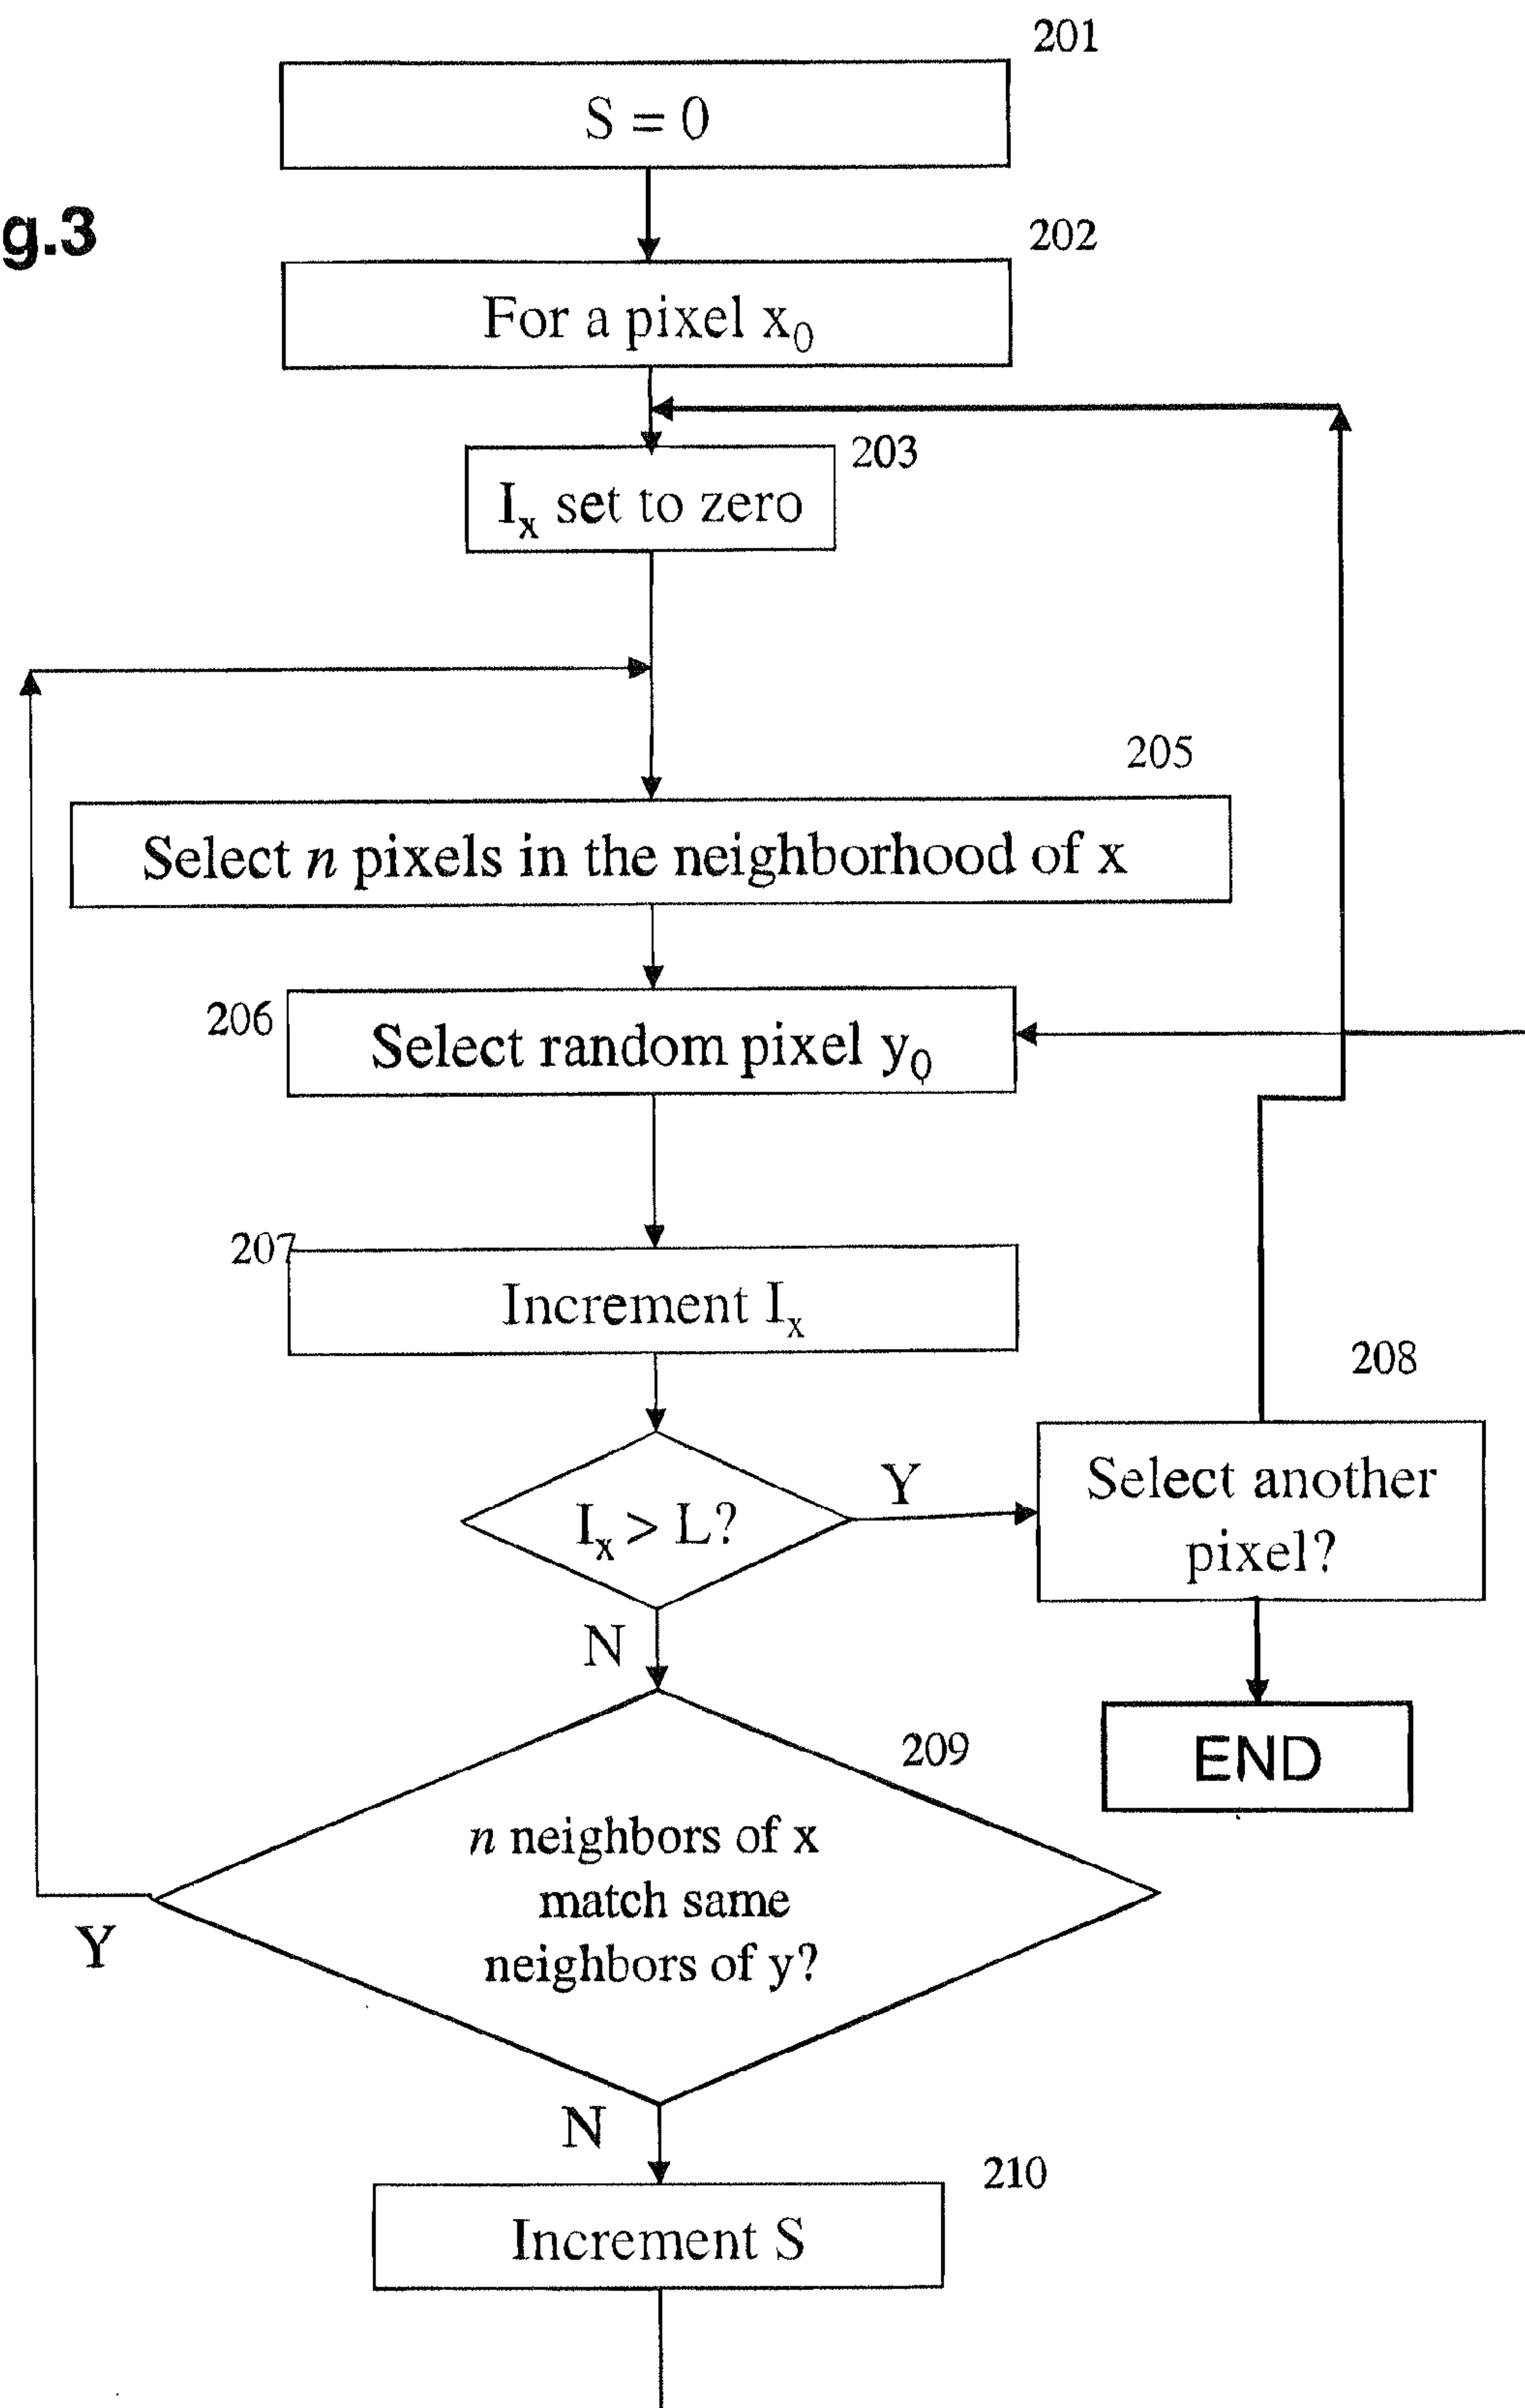 201
S = 0
g.3
202
For a pixel x₀
203
Iₓ set to zero
205
Select n pixels in the neighborhood of x
206
Select random pixel y₀
207
Increment Iₓ
208
Iₓ > L?
Y
Select another
pixel?
N
END
209
n neighbors of x
match same
neighbors of y?
Y
N
210
Increment S